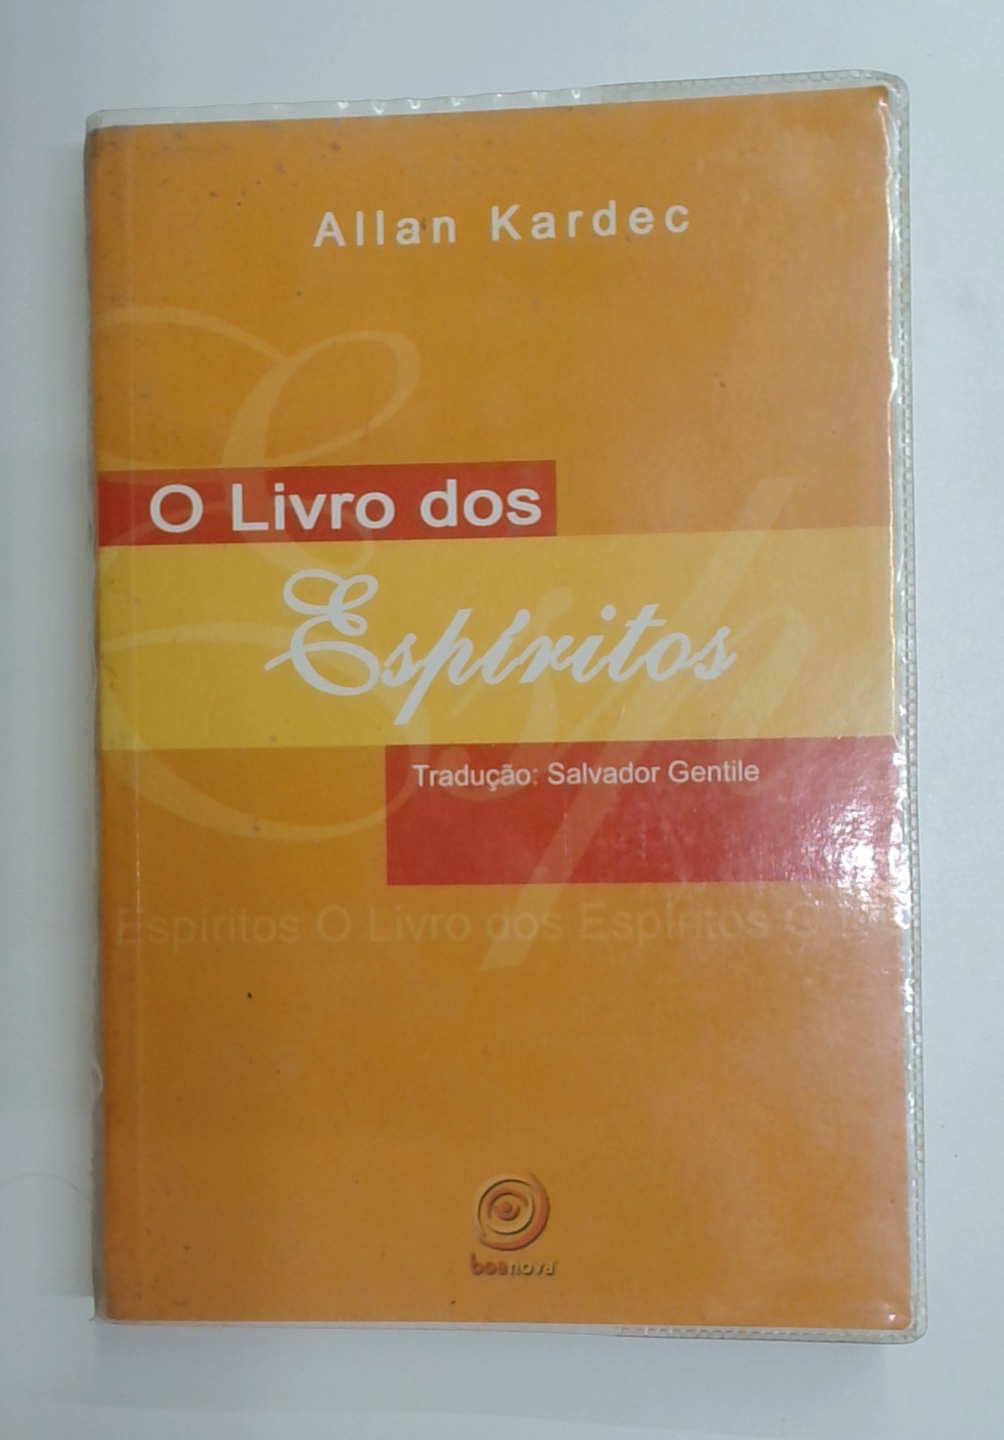 Allan Kardec
O Livro dos
Espíritos
Tradução: Salvador Gentile
Espíritos O Livro dos Espíritos O
boanova